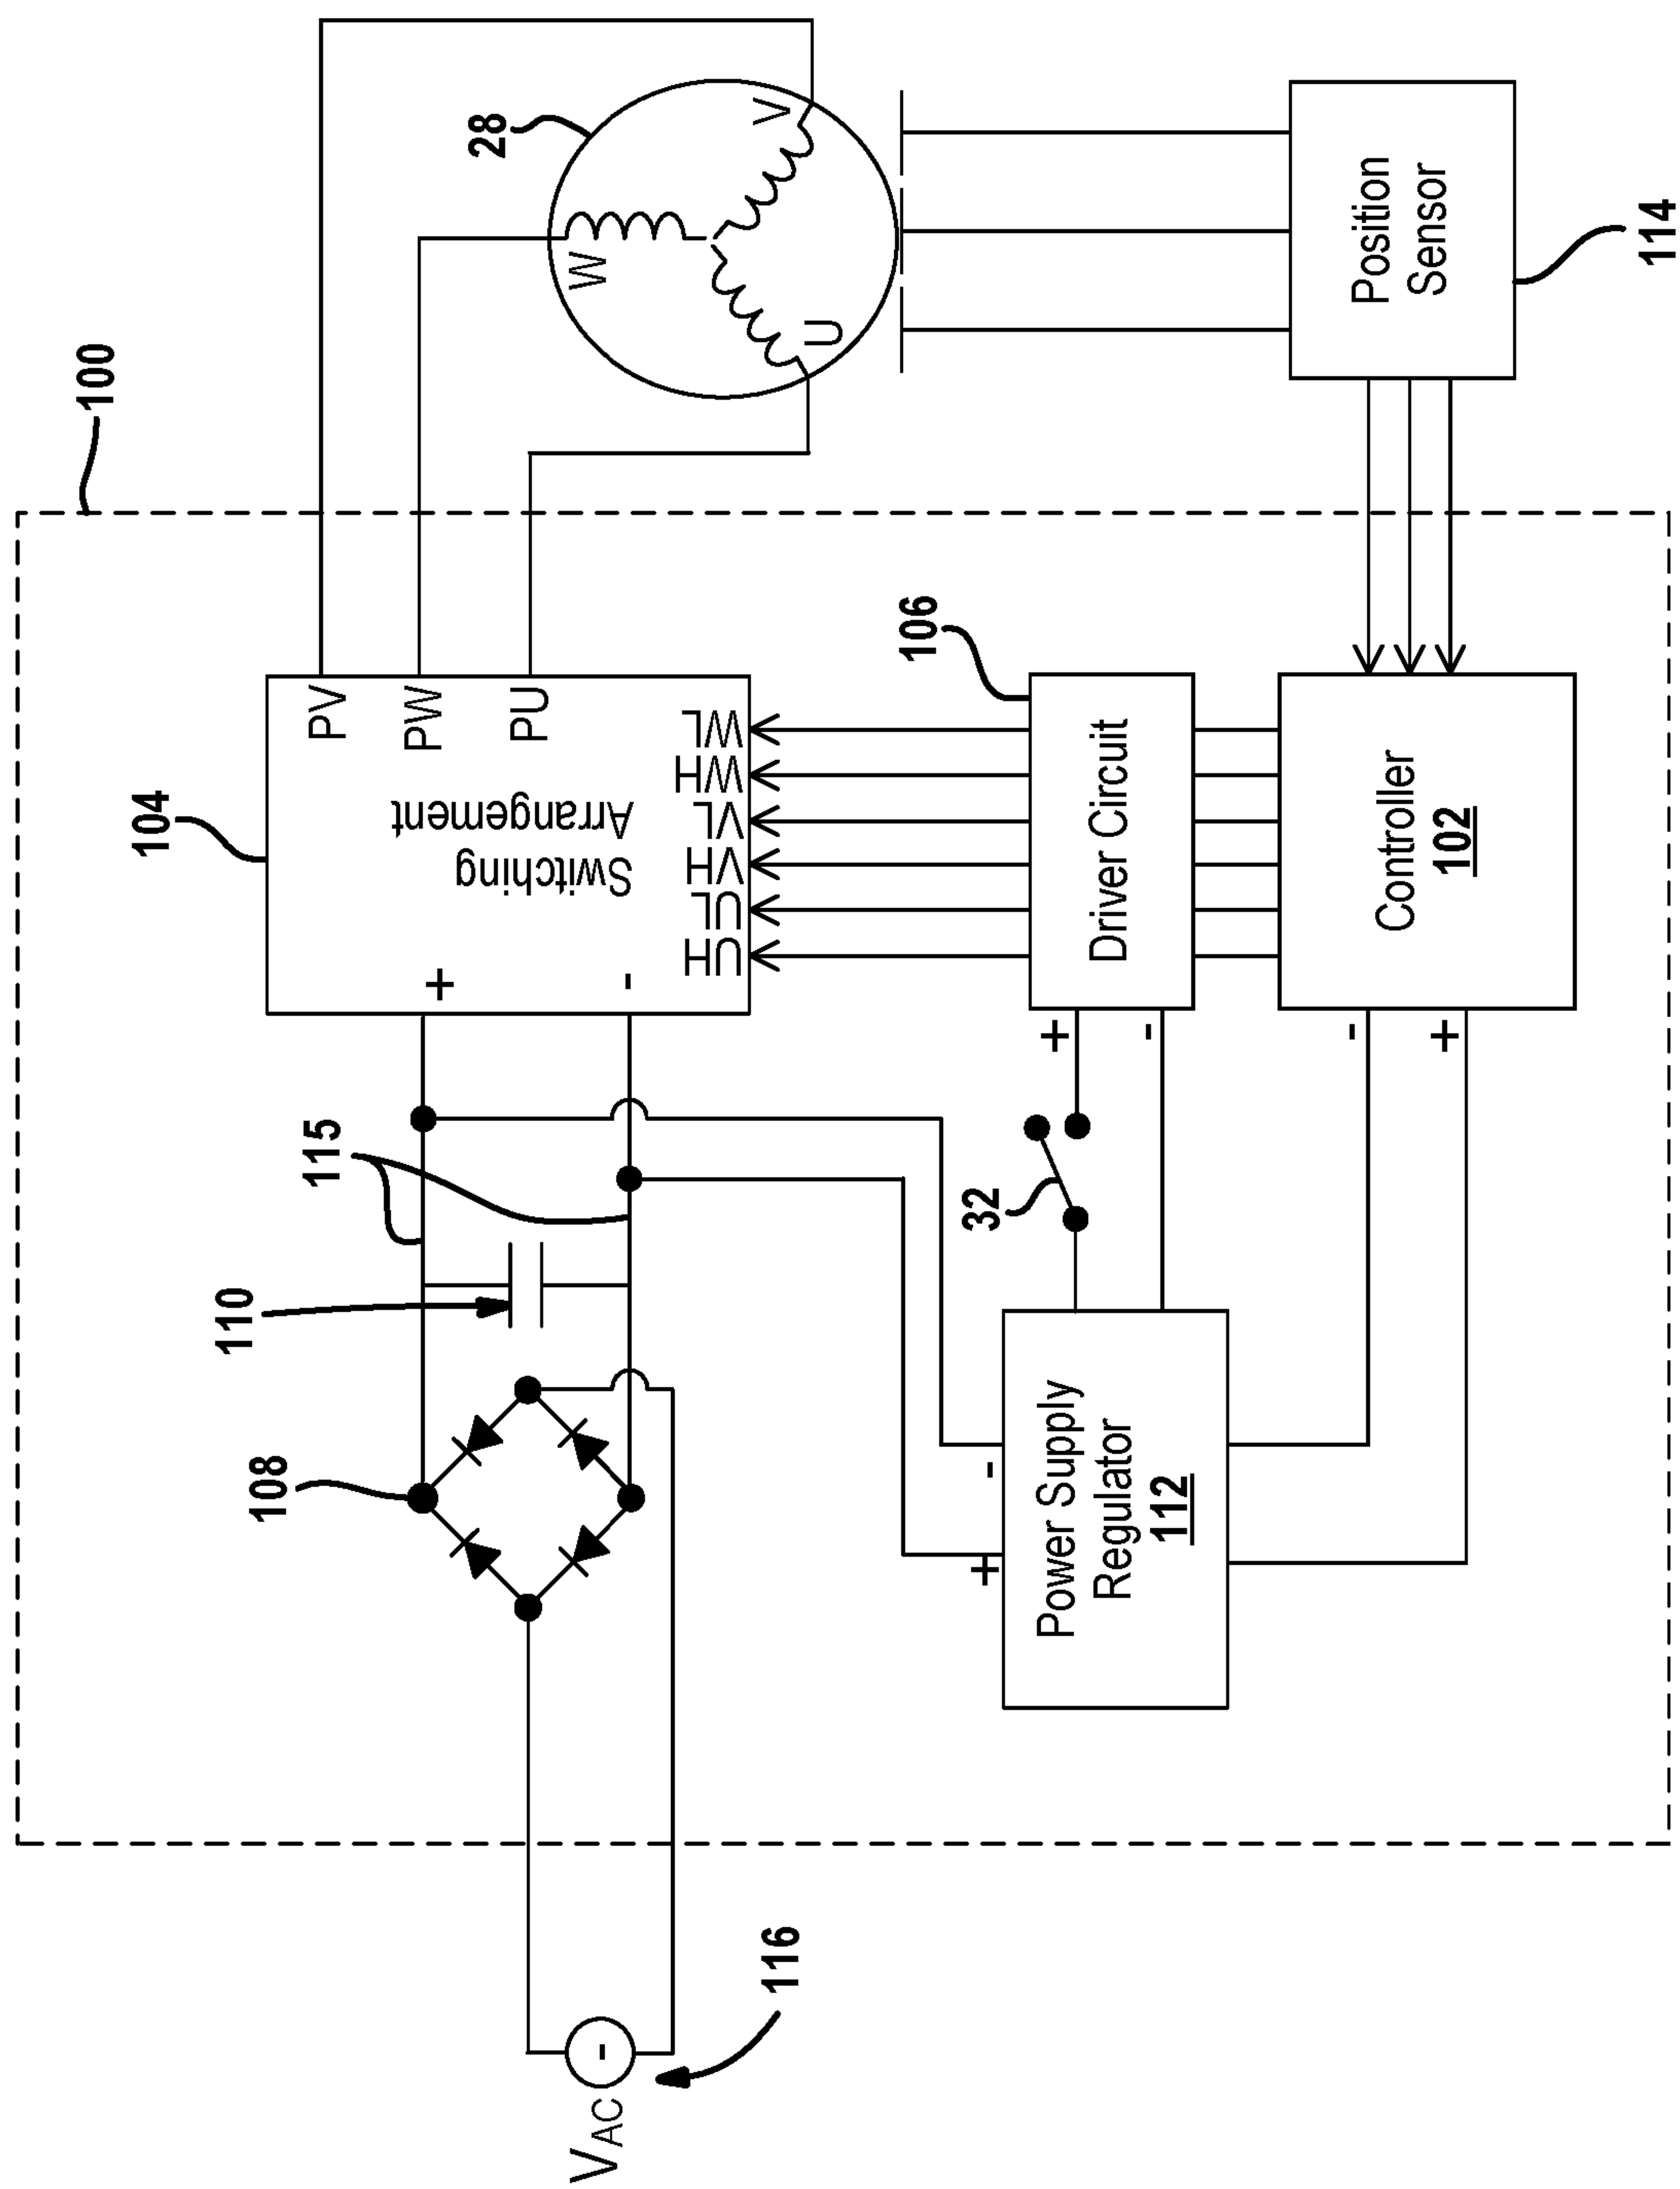 100
104
PV
PW
PU
+
-
Switching
Arrangement
UH
UL
VH
VL
WH
WL
28
W
V
U
108
110
115
106
Driver Circuit
+
-
32
Controller
102
-
+
Position
Sensor
114
-
+
Power Supply
Regulator
112
VAC
-
116